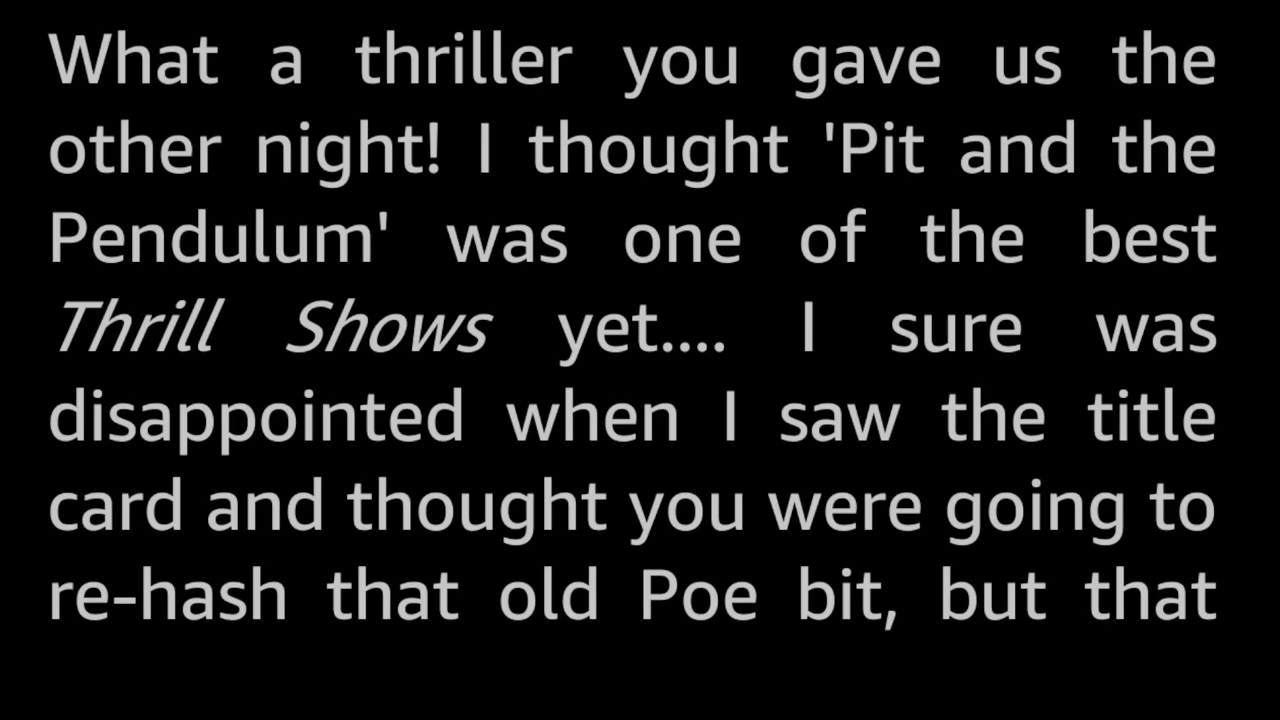 What a thriller you gave us the
other night! I thought 'Pit and the
Pendulum' was one of the best
Thrill Shows yet.... I sure was
disappointed when I saw the title
card and thought you were going to
re-hash that old Poe bit, but that